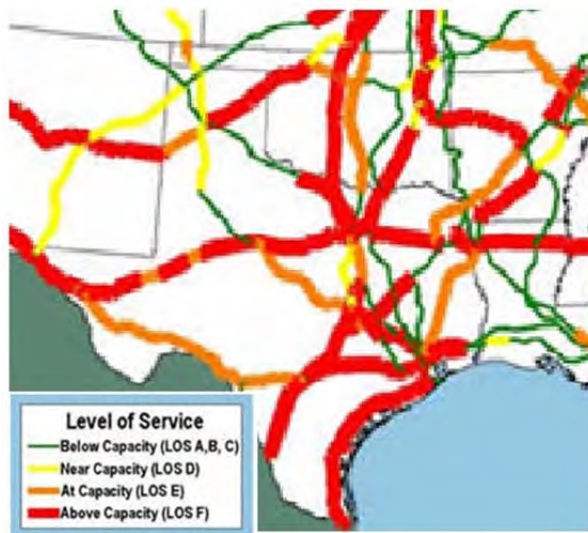 Level of Service
Below Capacity (LOS A,B, C)
Near Capacity (LOS D)
At Capacity (LOS E)
Above Capacity (LOS F)